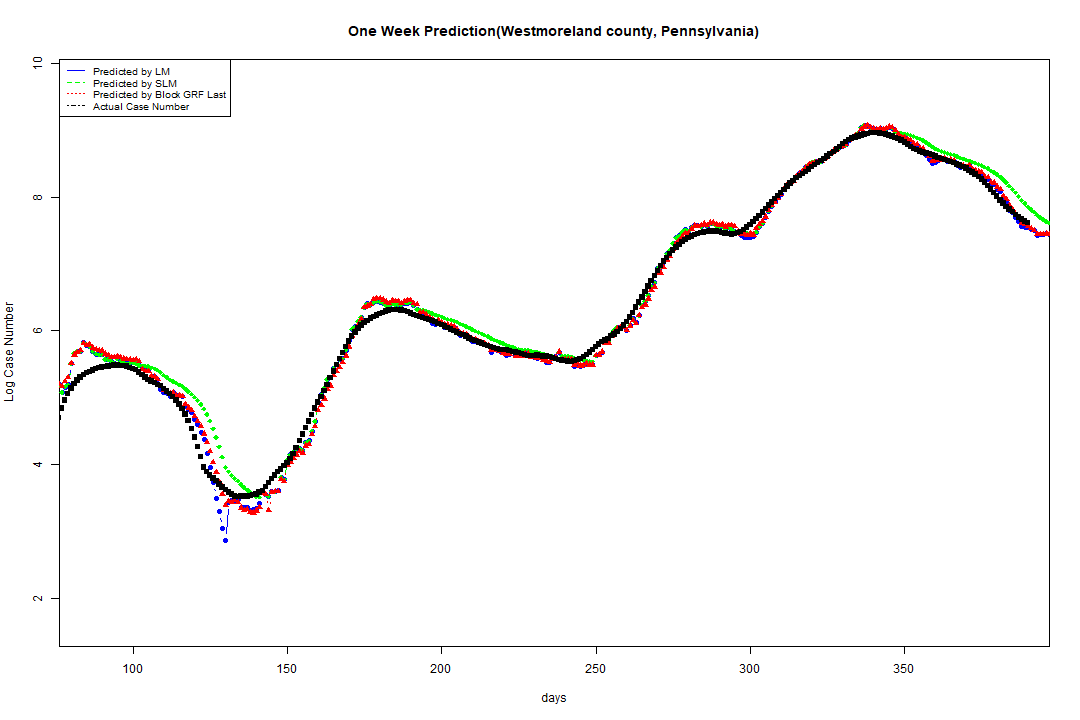 One Week Prediction(Westmoreland county, Pennsylvania)
Predicted by LM
Predicted by SLM
Predicted by Block GRF Last
Actual Case Number
10
8
6
4
2
Log Case Number
100 150 200 250 300 350
days